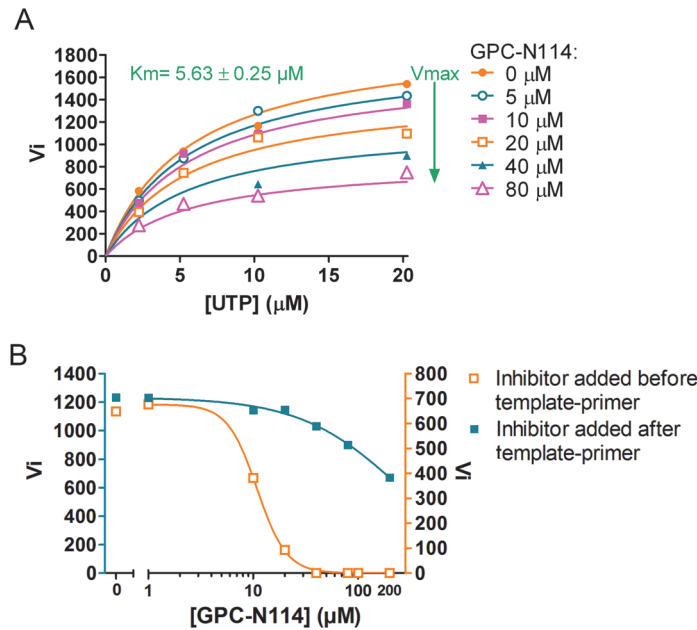 A
GPC-N114:
0 μM
5 μM
10 μM
20 μM
40 μM
80 μM
Km= 5.63 ± 0.25 μM
Vmax
Vi
1800
1600
1400
1200
1000
800
600
400
200
0
0
5
10
15
20
[UTP] (μM)
B
Vi
1400
1200
1000
800
600
400
200
0
800
700
600
500
400
300
200
100
0
Vi
0
1
10
100
200
[GPC-N114] (μM)
Inhibitor added before
template-primer
Inhibitor added after
template-primer